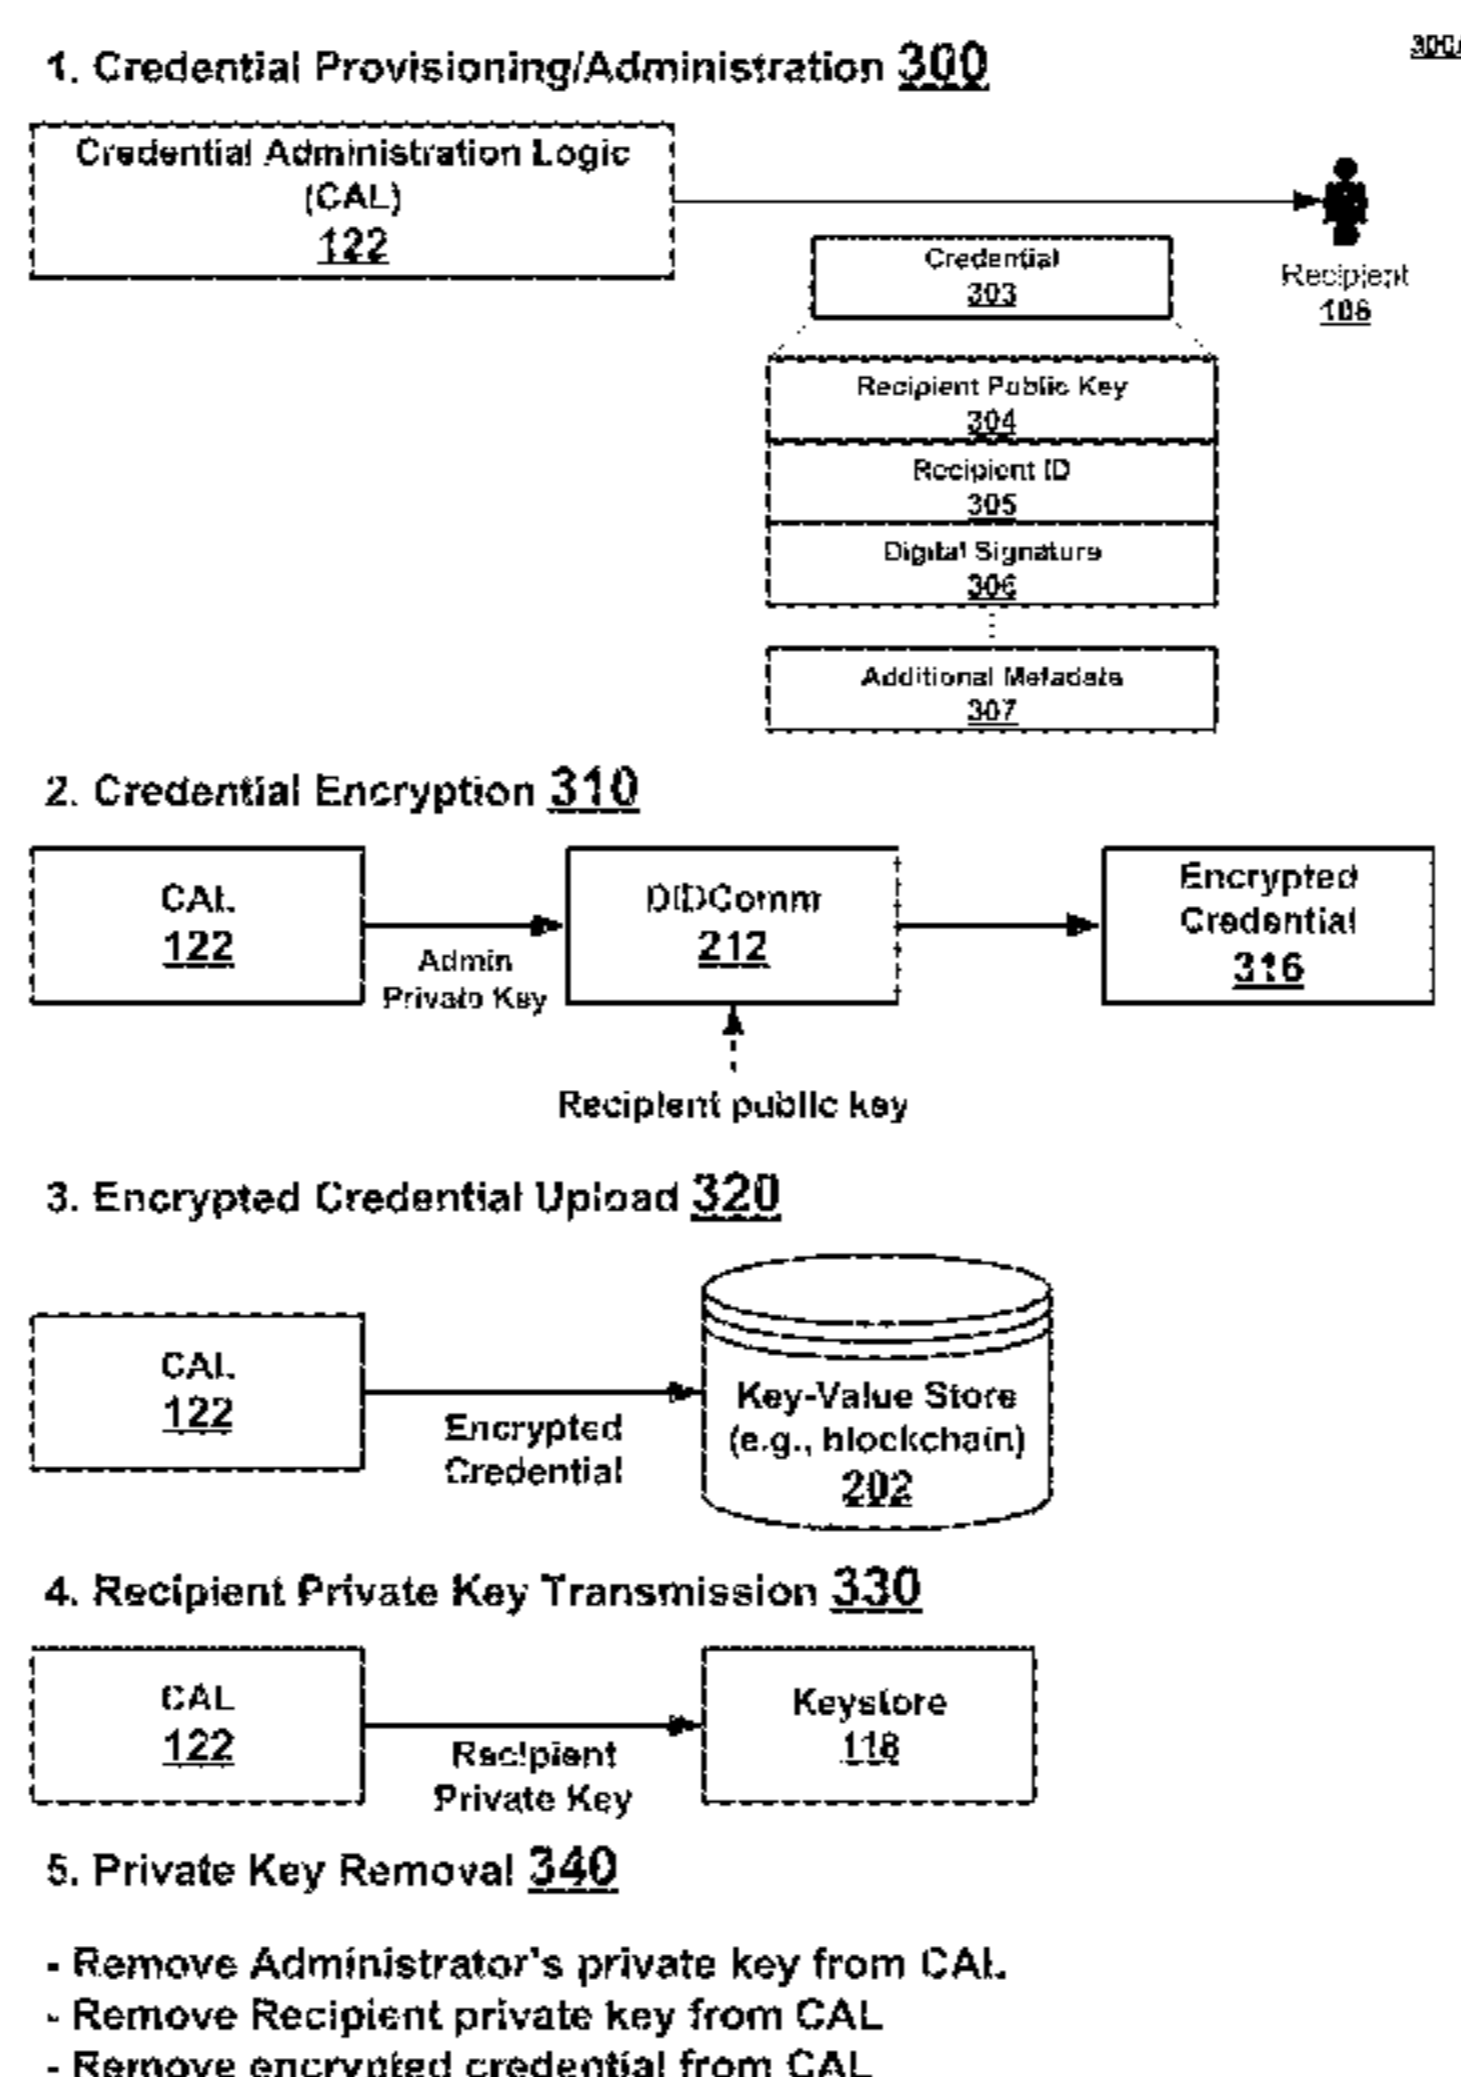 1. Credential Provisioning/Administration 300
Credential Administration Logic
(CAL)
122
Credential
303
Recipient
106
Recipient Public Key
304
Recipient ID
305
Digital Signature
306
Additional Metadata
307
2. Credential Encryption 310
CAL
122
Admin
Private Key
DIDComm
212
Encrypted
Credential
316
Recipient public key
3. Encrypted Credential Upload 320
CAL
122
Encrypted
Credential
Key-Value Store
(e.g., blockchain)
202
4. Recipient Private Key Transmission 330
CAL
122
Recipient
Private Key
Keystore
118
5. Private Key Removal 340
- Remove Administrator's private key from CAL
- Remove Recipient private key from CAL
- Remove encrypted credential from CAL